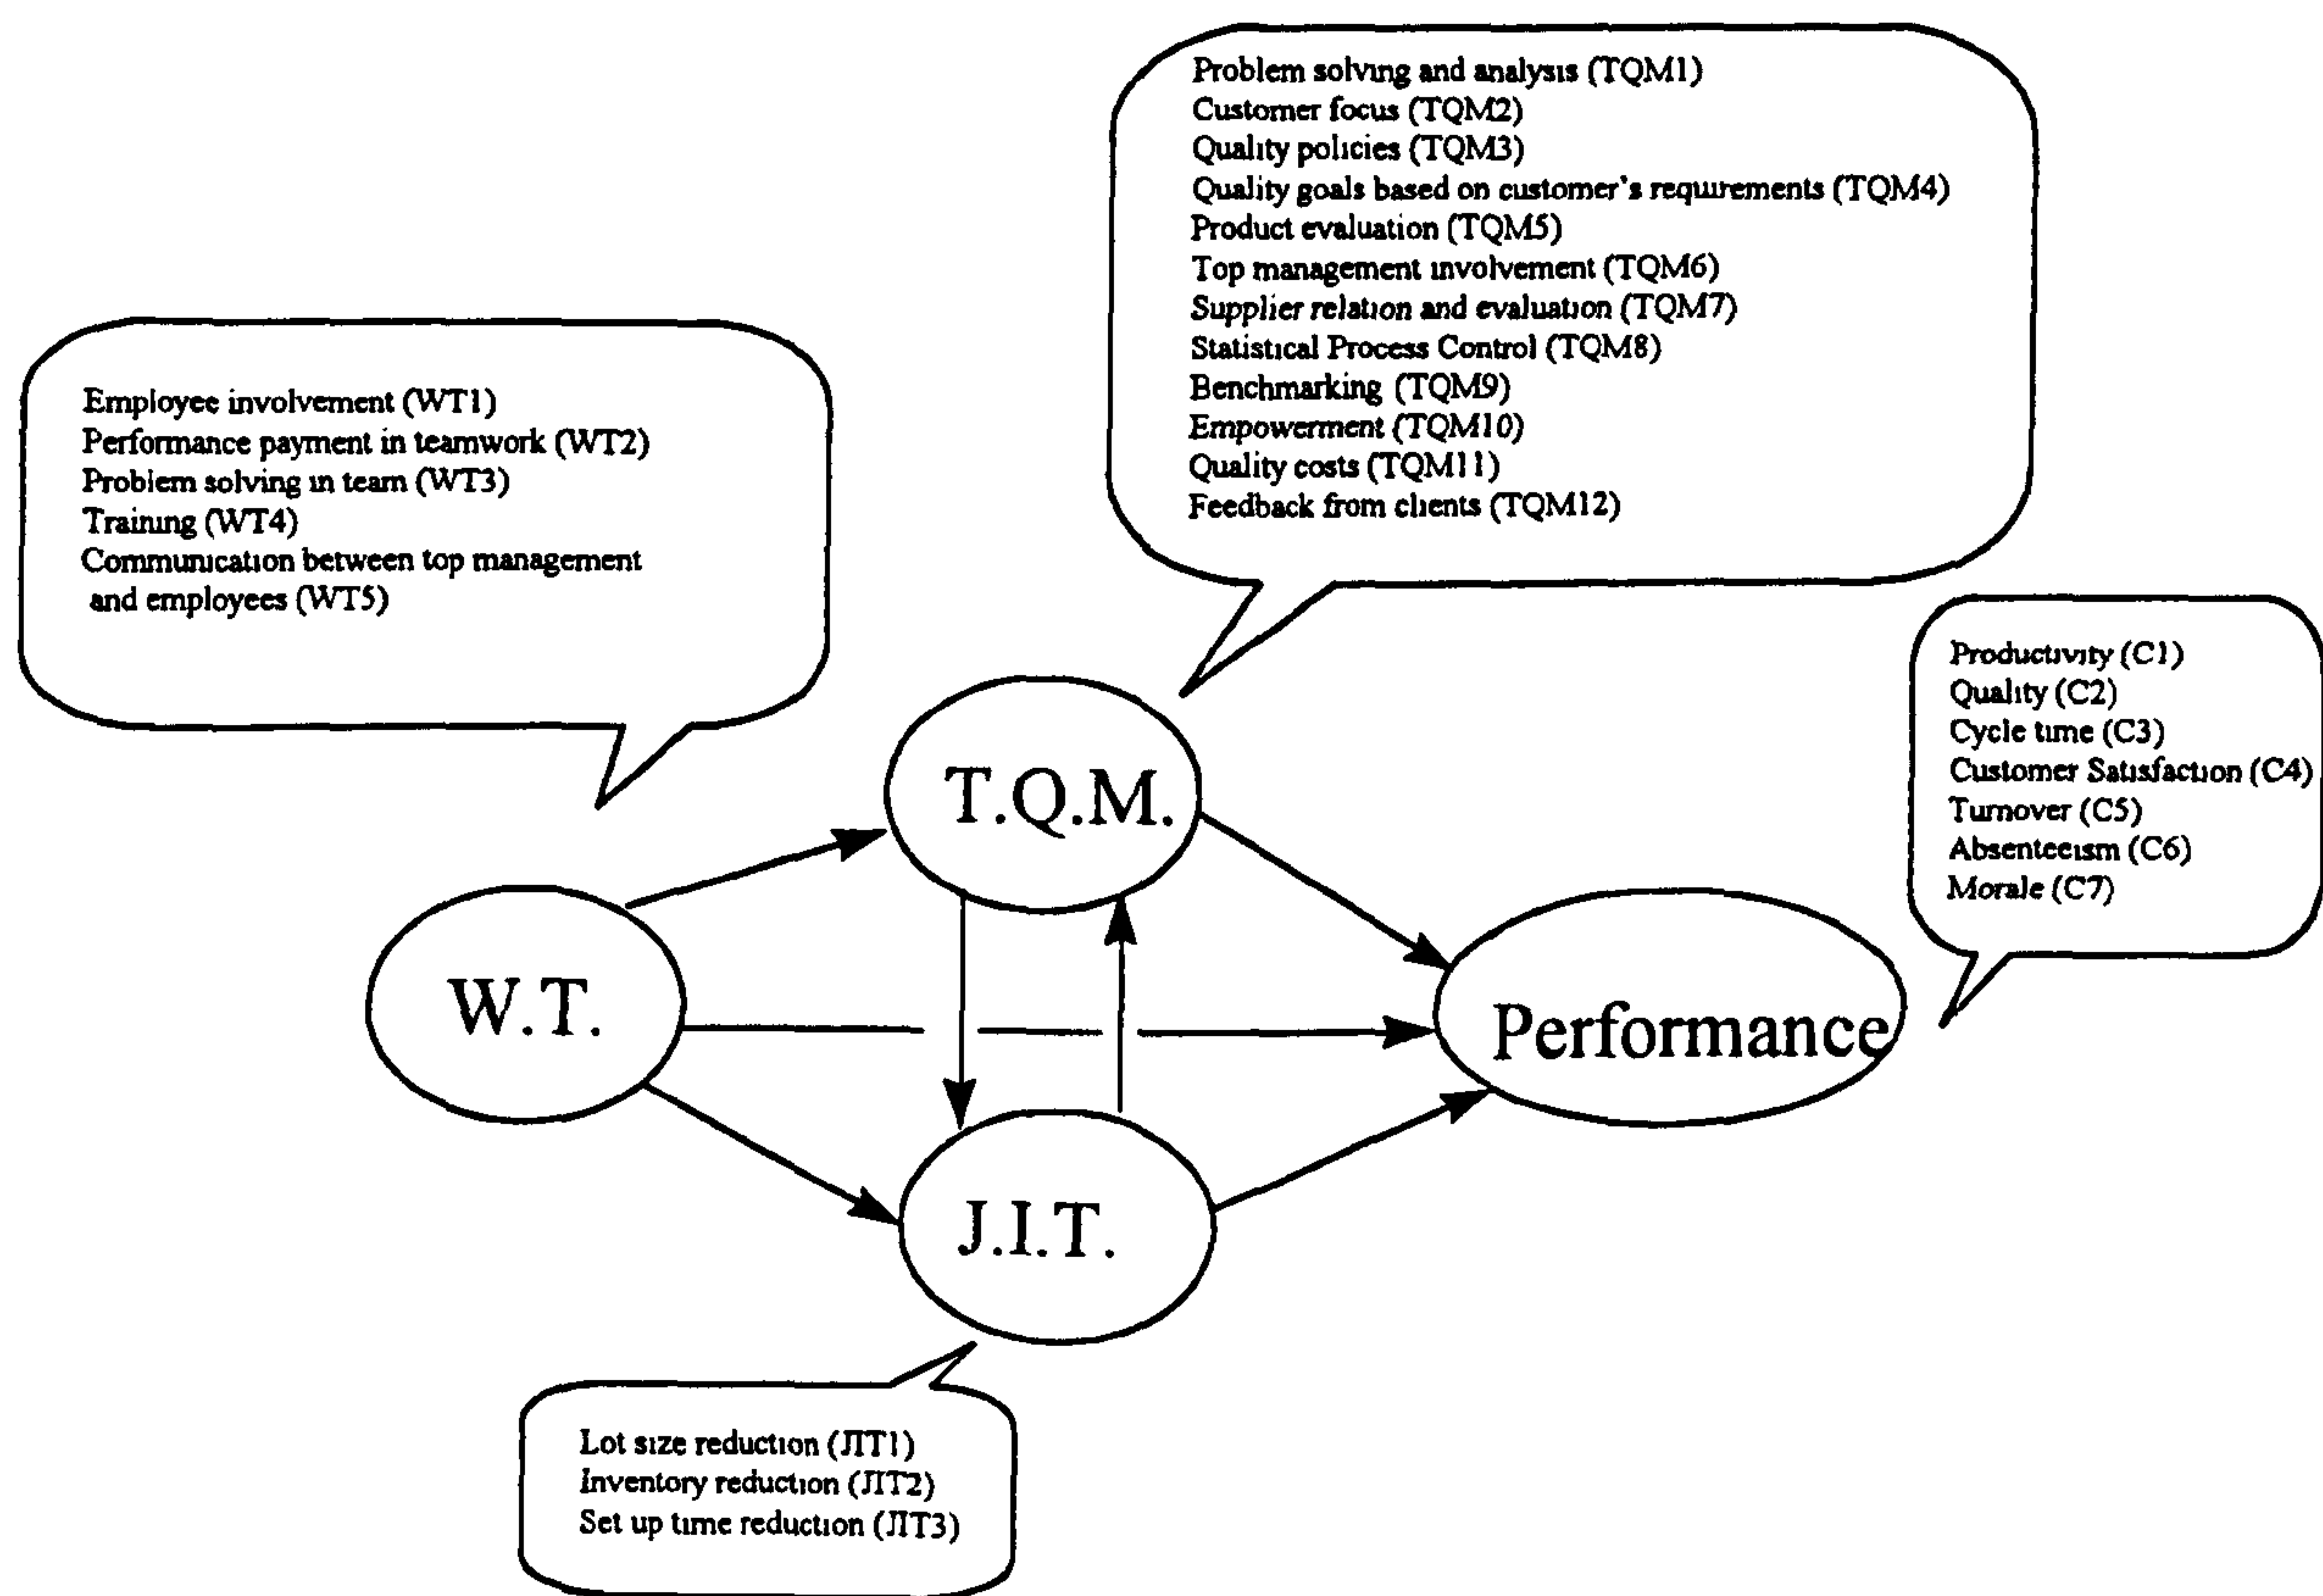 Problem solving and analysis (TQM1)
Customer focus (TQM2)
Quality policies (TQM3)
Quality goals based on customer's requirements (TQM4)
Product evaluation (TQM5)
Top management involvement (TQM6)
Supplier relation and evaluation (TQM7)
Statistical Process Control (TQM8)
Benchmarking (TQM9)
Empowerment (TQM10)
Quality costs (TQM11)
Feedback from clients (TQM12)
Employee involvement (WT1)
Performance payment in teamwork (WT2)
Problem solving in team (WT3)
Training (WT4)
Communication between top management
and employees (WT5)
Productivity (C1)
Quality (C2)
Cycle time (C3)
Customer Satisfaction (C4)
Turnover (C5)
Absenteeism (C6)
Morale (C7)
T.Q.M.
W.T.
Performance
J.I.T.
Lot size reduction (JIT1)
Inventory reduction (JIT2)
Set up time reduction (JIT3)